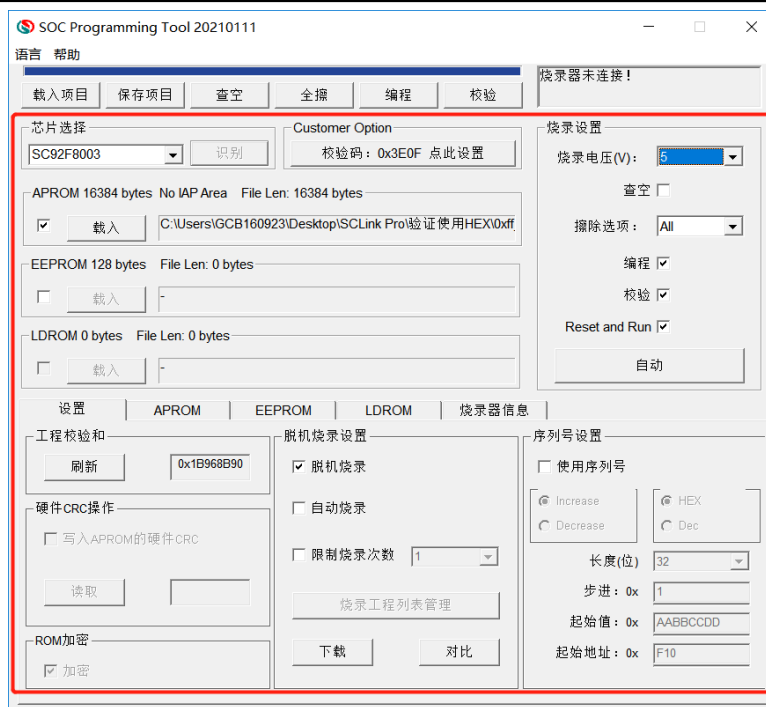 SOC Programming Tool 20210111
语言 帮助
载入项目 保存项目 查空 全擦 编程 校验 烧录器未连接!
芯片选择 Customer Option 烧录设置
SC92F8003 识别 校验码：0x3E0F 点此设置 烧录电压(V): 5
查空
APROM 16384 bytes No IAP Area File Len: 16384 bytes
载入 C:\Users\GCB160923\Desktop\SCLink Pro\验证使用HEX\0xff 擦除选项： All
EEPROM 128 bytes File Len: 0 bytes 编程
载入 - 校验
LDROM 0 bytes File Len: 0 bytes Reset and Run
载入 - 自动
设置 APROM EEPROM LDROM 烧录器信息
工程校验和 脱机烧录设置 序列号设置
刷新 0x1B968B90 脱机烧录 使用序列号
硬件CRC操作 自动烧录 Increase HEX
写入APROM的硬件CRC Decrease Dec
限制烧录次数 1 长度(位) 32
读取 步进：0x 1
烧录工程列表管理 起始值：0x AABBCCDD
ROM加密 下载 对比 起始地址：0x F10
加密